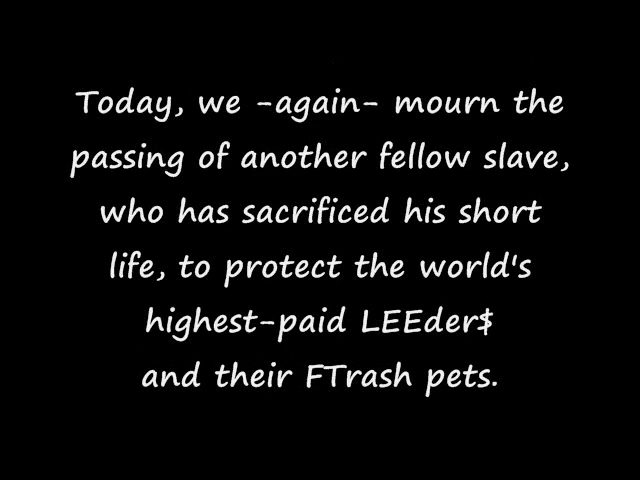 Today, we -again- mourn the
passing of another fellow slave,
who has sacrificed his short
life, to protect the world's
highest-paid LEEder$
and their FTrash pets.